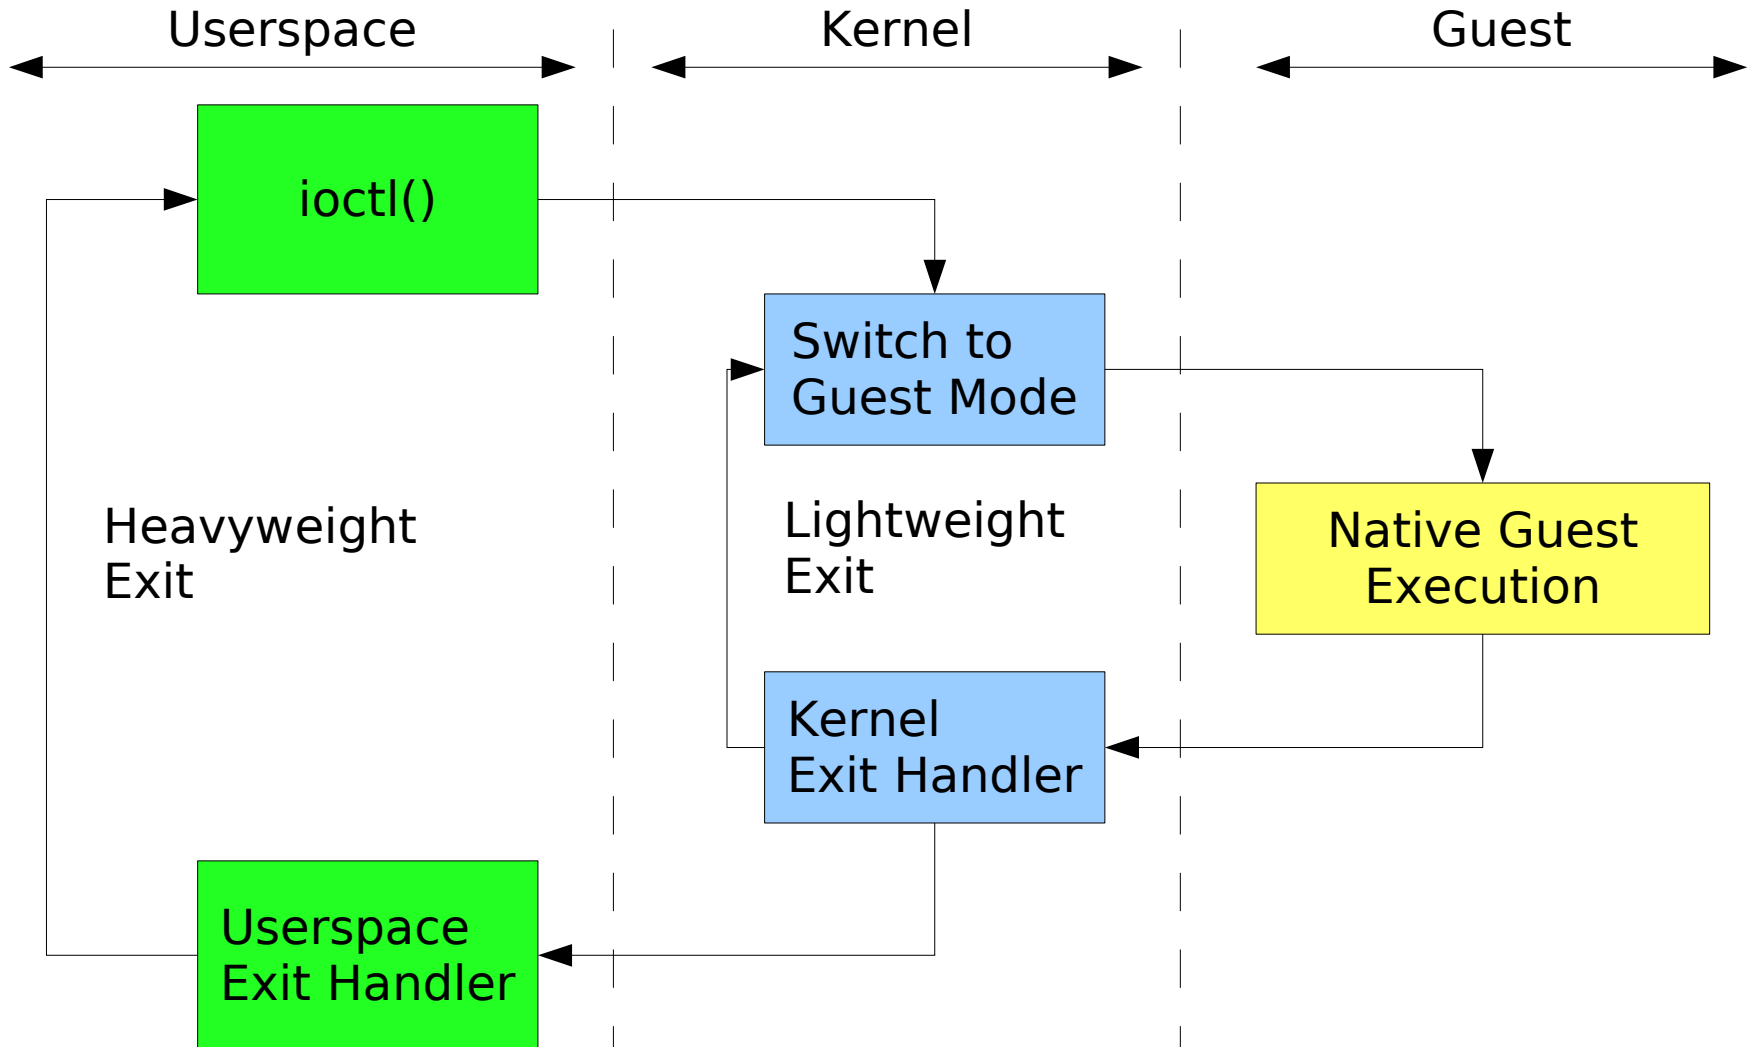 Userspace
Kernel
Guest
ioctl()
Switch to
Guest Mode
Heavyweight
Exit
Lightweight
Exit
Native Guest
Execution
Kernel
Exit Handler
Userspace
Exit Handler